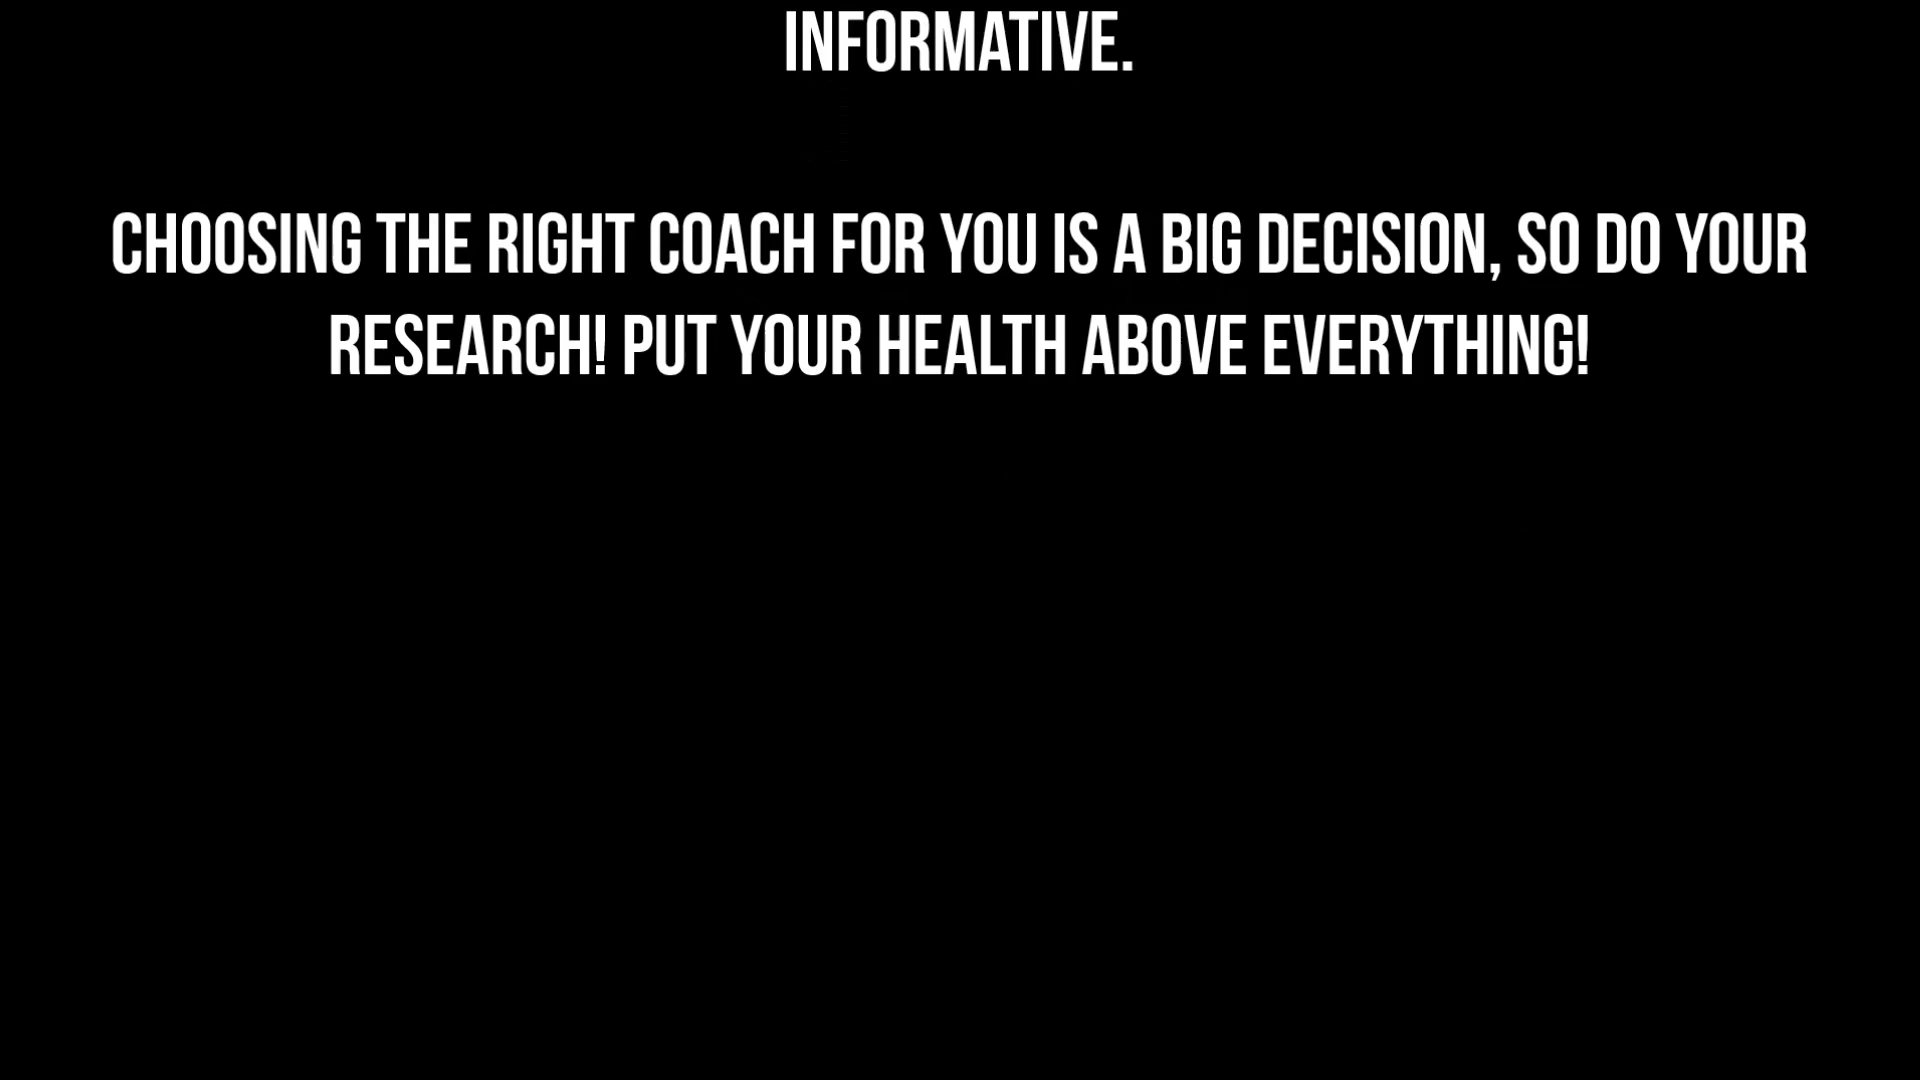 INFORMATIVE.
CHOOSING THE RIGHT COACH FOR YOU IS A BIG DECISION, SO DO YOUR
RESEARCH! PUT YOUR HEALTH ABOVE EVERYTHING!